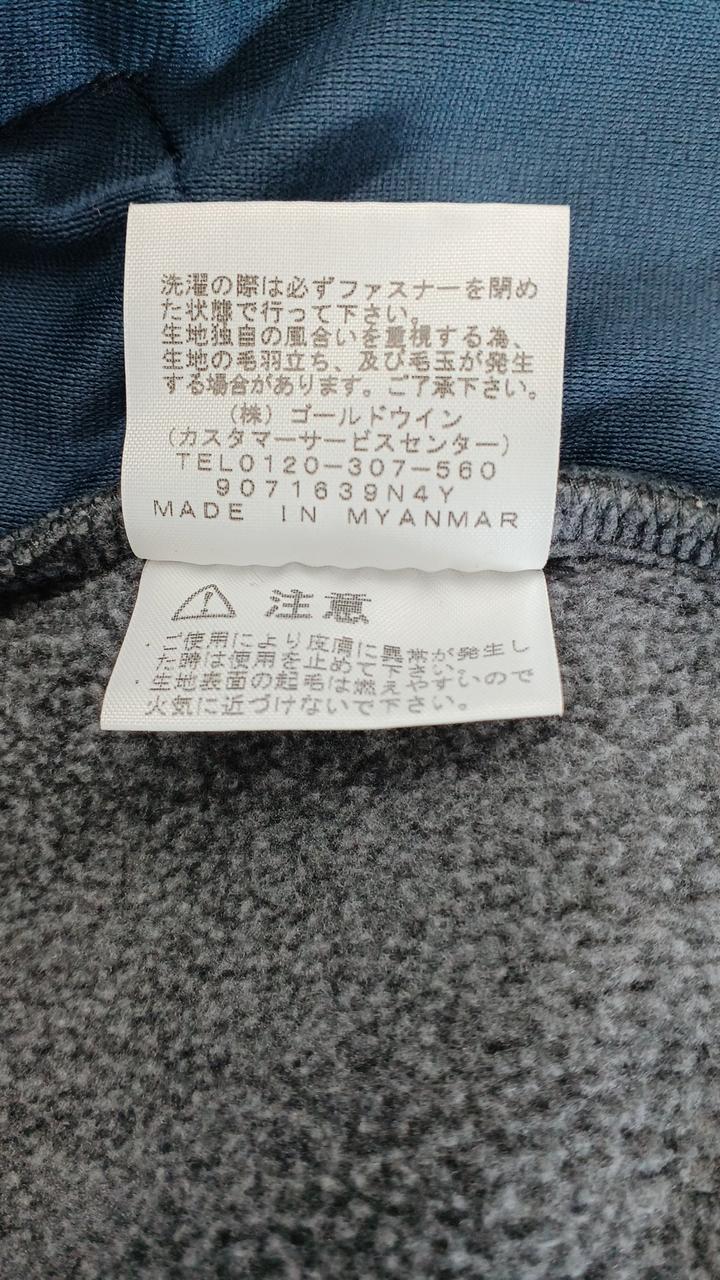 洗濯の際は必ずファスナーを閉め
た状態で行って下さい。
生地独自の風合いを重視する為、
生地の毛羽立ち、及び毛玉が発生
する場合があります。ご了承下さい。
(株)ゴールドウイン
(カスタマーサービスセンター)
TEL0120-307-560
9071639N4Y
MADE IN MYANMAR
注意
ご使用により皮膚に異常が発生し
た時は使用を止めて下さい。
生地表面の起毛は燃えやすいので
火気に近づけないで下さい。